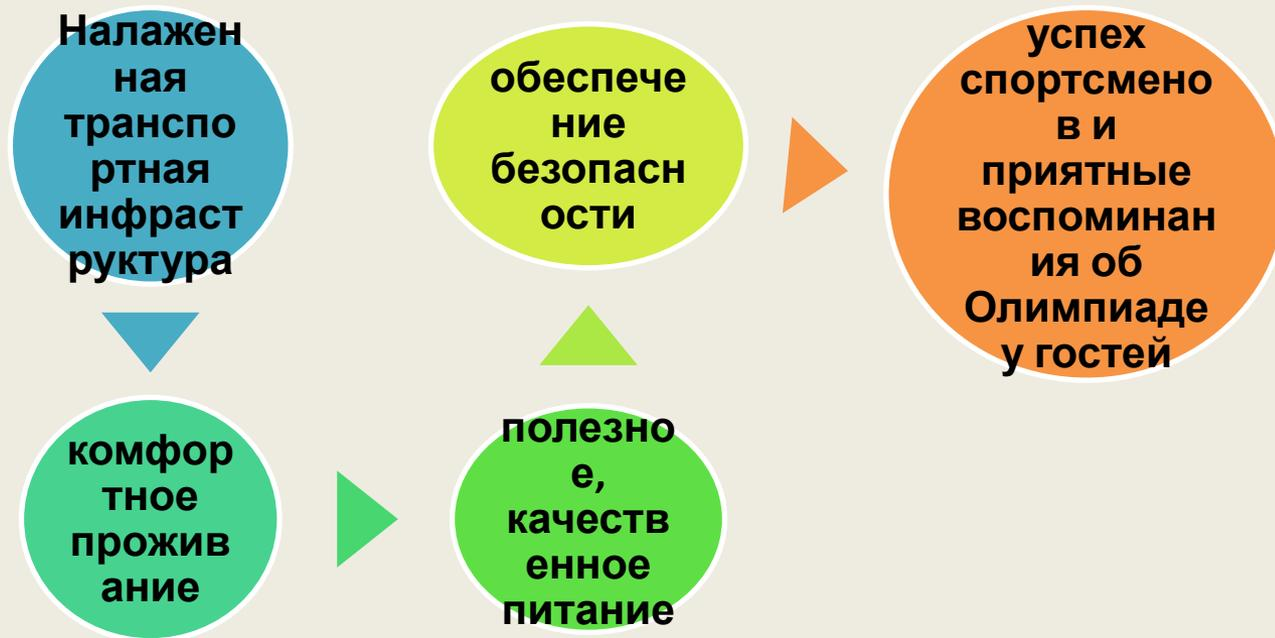 Налажен
ная
транспо
ртная
инфраст
руктура
комфор
тное
прожив
ание
полезно
е,
качеств
енное
питание
обеспече
ние
безопасн
ости
успех
спортсмено
в и
приятные
воспоминан
ия об
Олимпиаде
у гостей